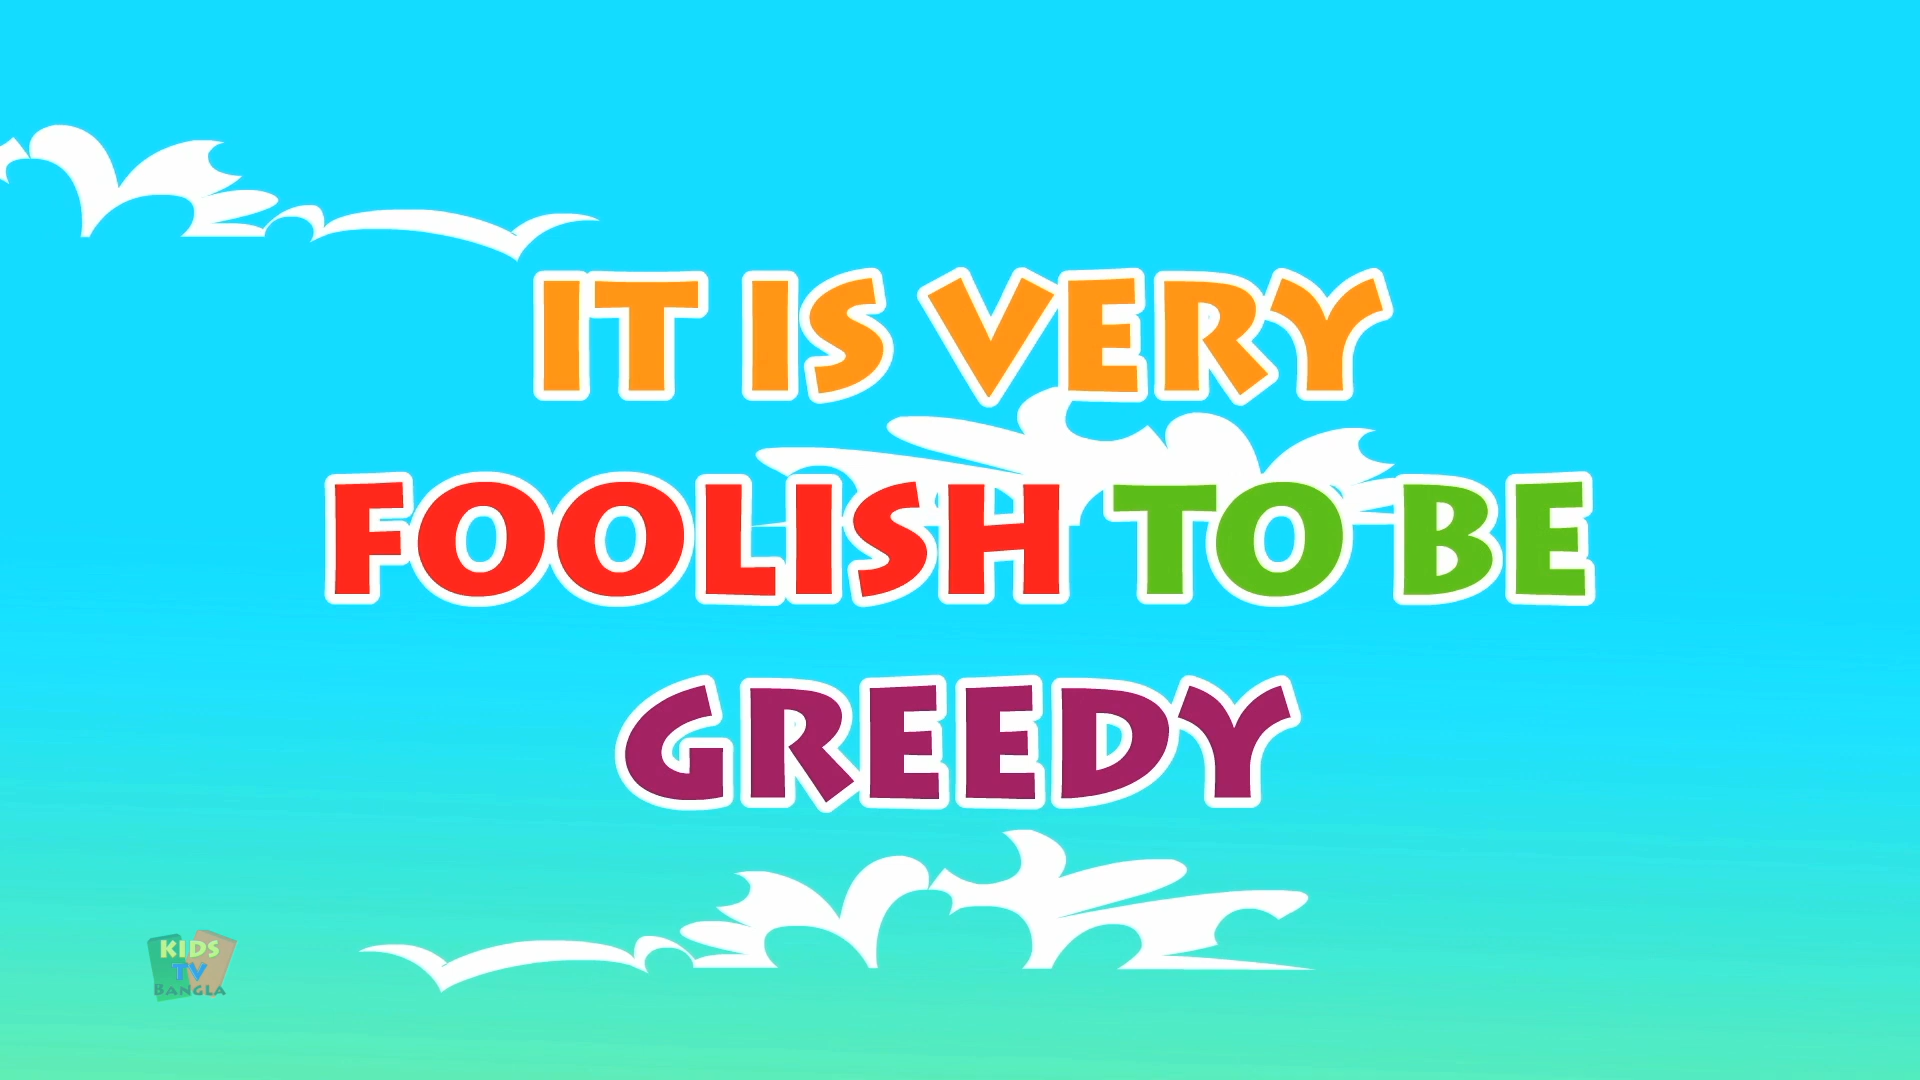 IT IS VERY
FOOLISH TO BE
GREEDY
KIDS
TV
BANGLA